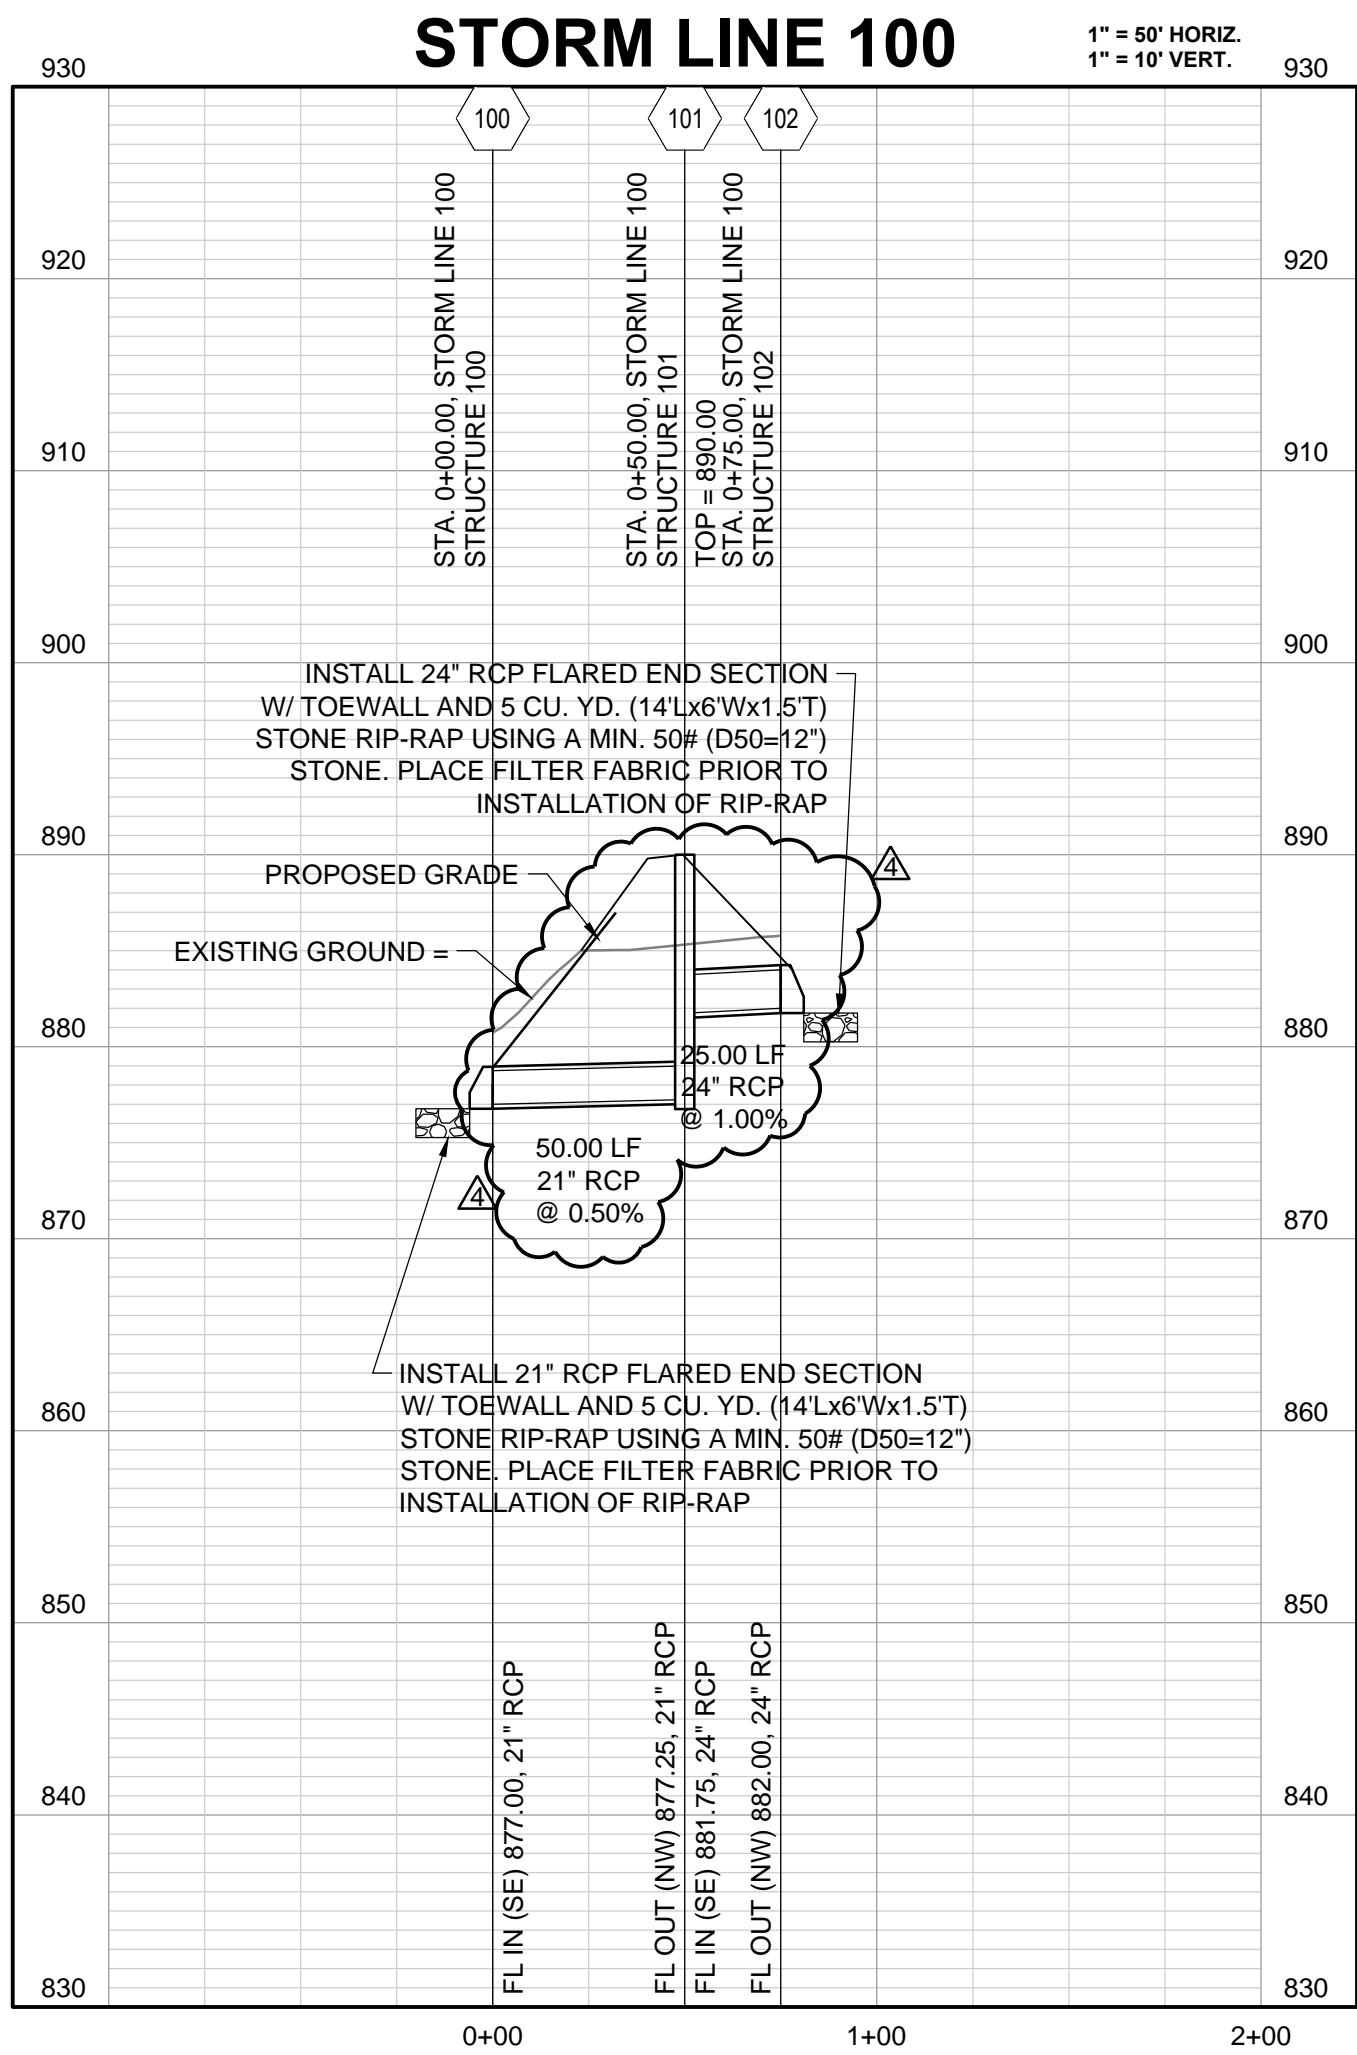 STORM LINE 100
1" = 50' HORIZ.
1" = 10' VERT.
930
930
100
101
102
STA. 0+00.00, STORM LINE 100
STRUCTURE 100
STA. 0+50.00, STORM LINE 100
STRUCTURE 101
TOP = 890.00
STA. 0+75.00, STORM LINE 100
STRUCTURE 102
920
920
910
910
900
900
INSTALL 24" RCP FLARED END SECTION
W/ TOEWALL AND 5 CU. YD. (14'Lx6'Wx1.5'T)
STONE RIP-RAP USING A MIN. 50# (D50=12")
STONE. PLACE FILTER FABRIC PRIOR TO
INSTALLATION OF RIP-RAP
890
890
4
PROPOSED GRADE
EXISTING GROUND =
880
880
25.00 LF
24" RCP
@ 1.00%
50.00 LF
21" RCP
@ 0.50%
4
870
870
INSTALL 21" RCP FLARED END SECTION
W/ TOEWALL AND 5 CU. YD. (14'Lx6'Wx1.5'T)
STONE RIP-RAP USING A MIN. 50# (D50=12")
STONE. PLACE FILTER FABRIC PRIOR TO
INSTALLATION OF RIP-RAP
860
860
850
850
FL IN (SE) 877.00, 21" RCP
FL OUT (NW) 877.25, 21" RCP
FL IN (SE) 881.75, 24" RCP
FL OUT (NW) 882.00, 24" RCP
840
840
830
830
0+00
1+00
2+00